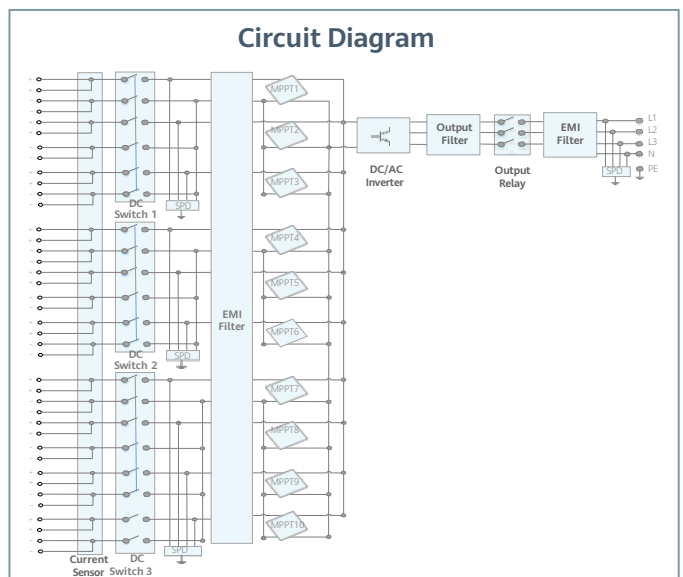 Circuit Diagram
MPPT1
MPPT2
MPPT3
MPPT4
MPPT5
MPPT6
MPPT7
MPPT8
MPPT9
MPPT10
DC
Switch 1
SPD
DC
Switch 2
SPD
EMI
Filter
Current
Sensor
DC
Switch 3
SPD
DC/AC
Inverter
Output
Filter
Output
Relay
EMI
Filter
L1
L2
L3
N
PE
SPD